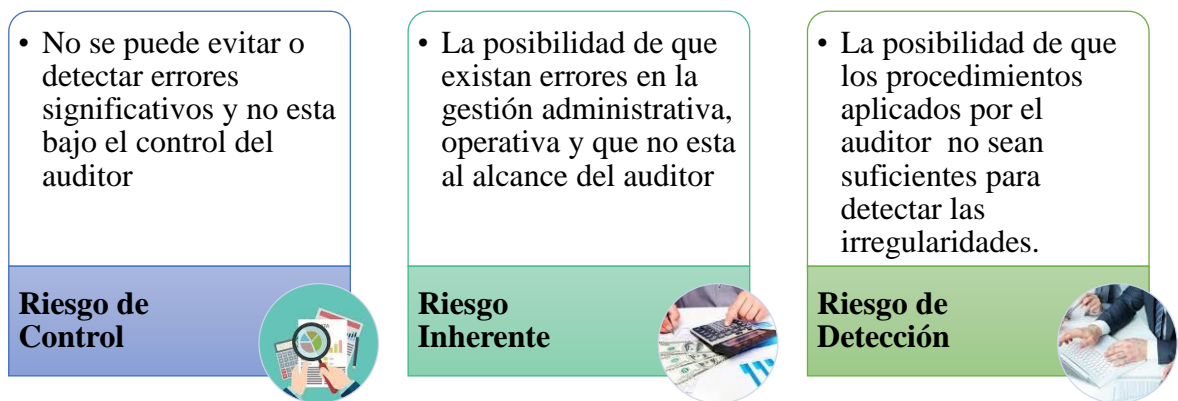 • No se puede evitar o
detectar errores
significativos y no esta
bajo el control del
auditor
Riesgo de
Control
• La posibilidad de que
existan errores en la
gestión administrativa,
operativa y que no esta
al alcance del auditor
Riesgo
Inherente
• La posibilidad de que
los procedimientos
aplicados por el
auditor no sean
suficientes para
detectar las
irregularidades.
Riesgo de
Detección